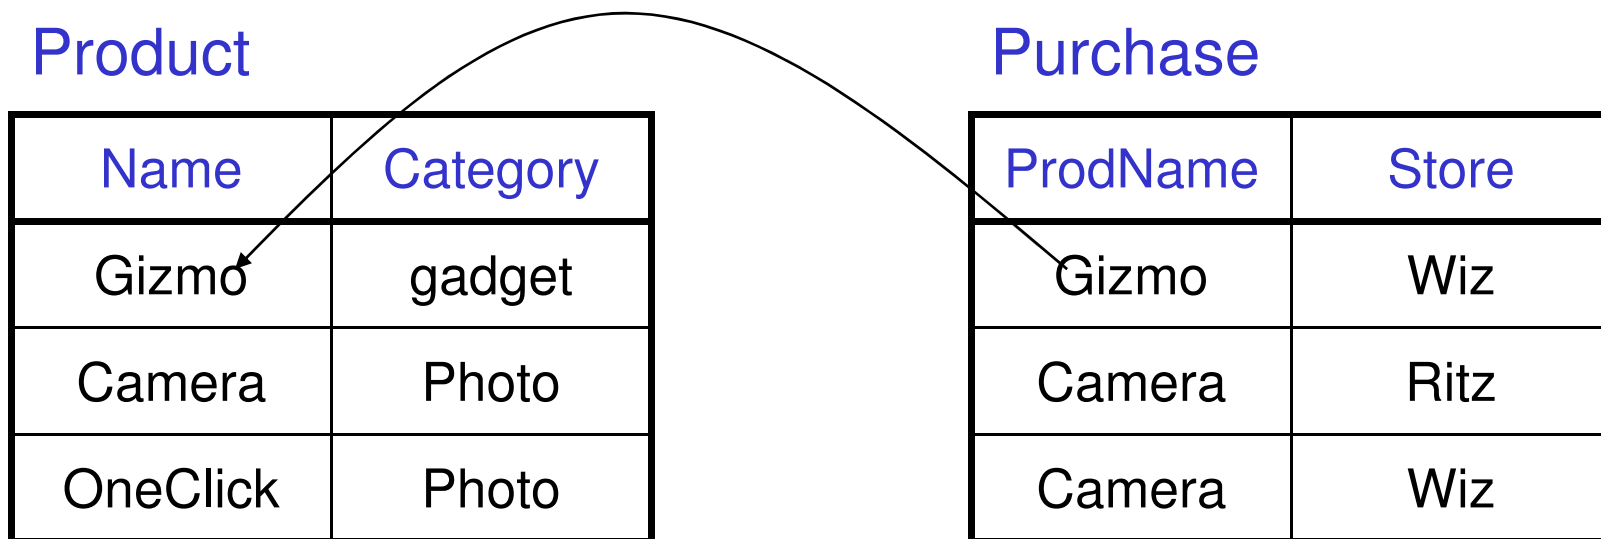 Product
Purchase
Name Category
ProdName Store
Gizmo gadget
Gizmo Wiz
Camera Photo
Camera Ritz
OneClick Photo
Camera Wiz